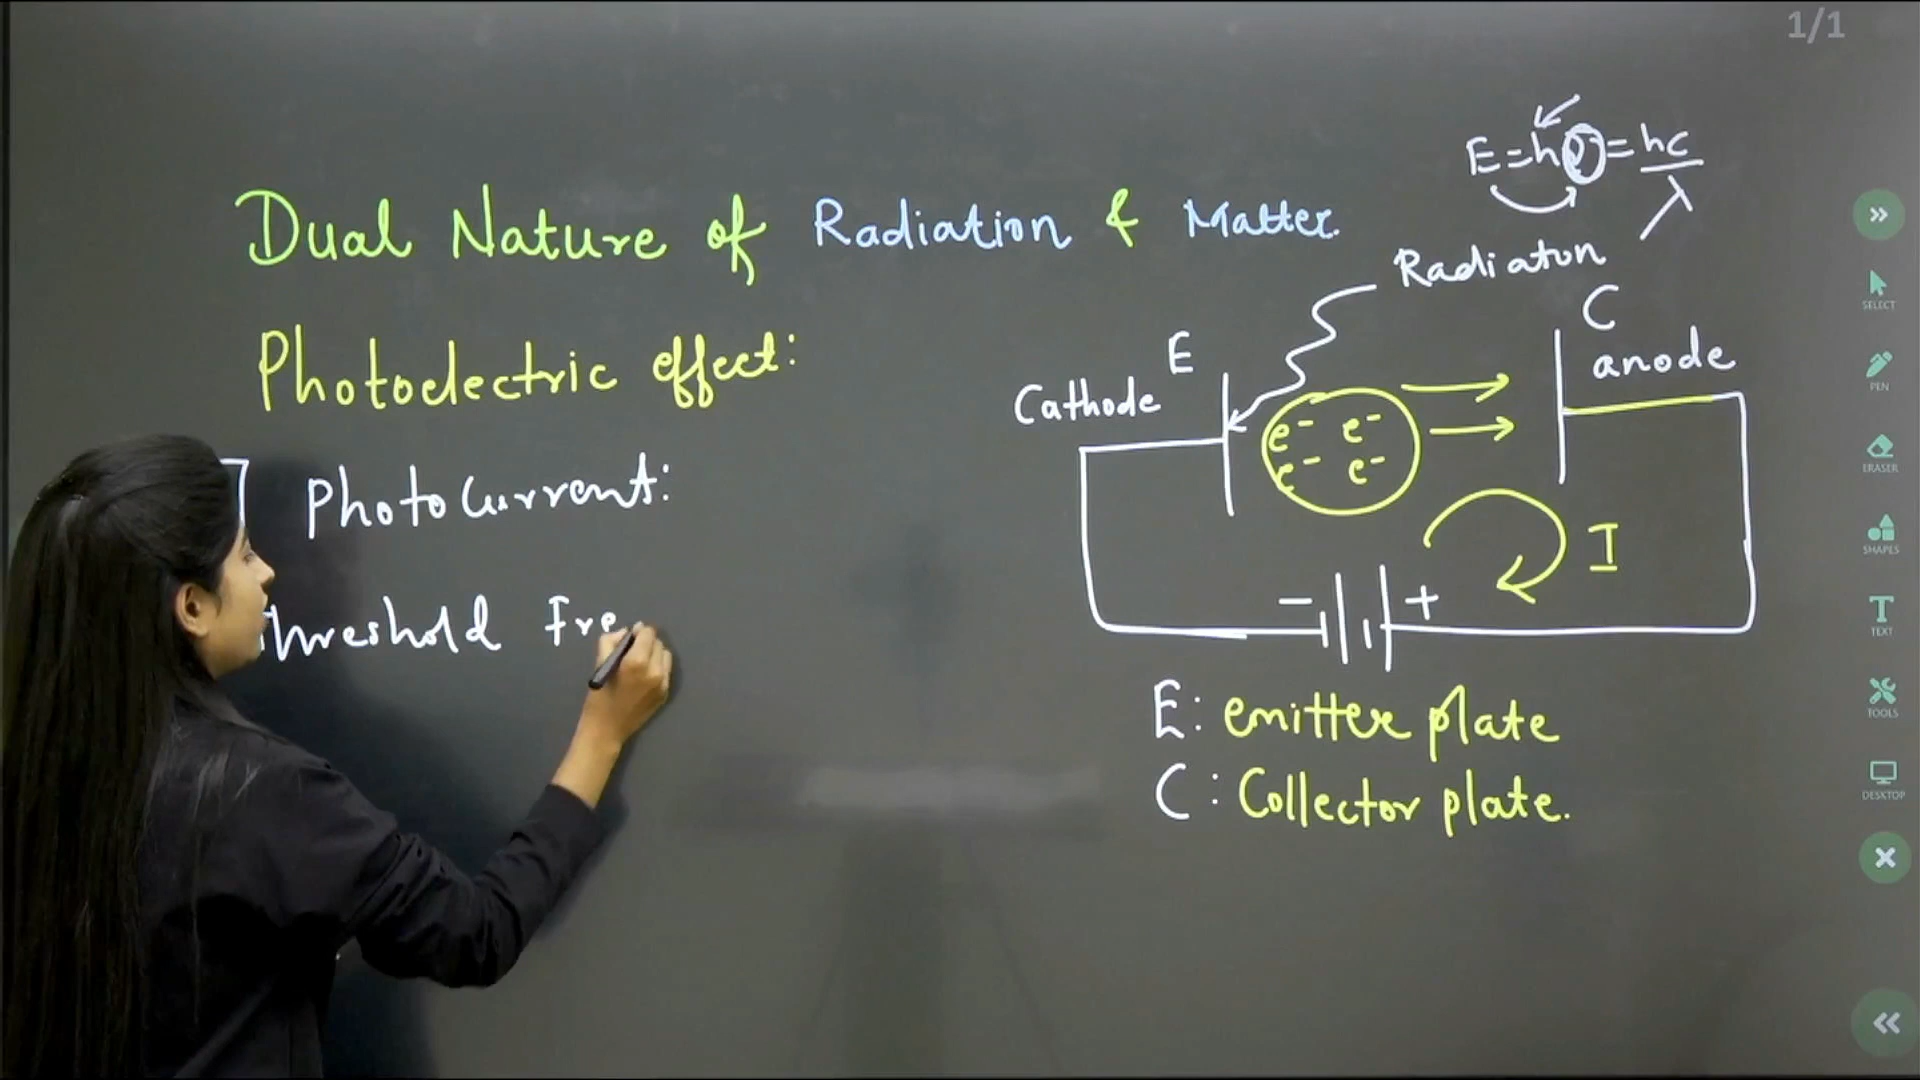 1/1
E=hν=hc/λ
Dual Nature of Radiation & Matter.
Radiation
C
anode
E
Cathode
Photoelectric effect:
e- e-
e- e-
Photo Current:
I
- +
Threshold Fre
E: emitter plate
C: Collector plate.
SELECT
PEN
ERASER
SHAPES
TEXT
TOOLS
DESKTOP